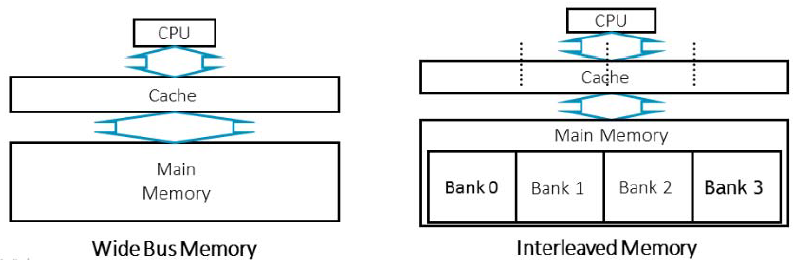 CPU
Cache
Main
Memory
Wide Bus Memory
CPU
Cache
Main Memory
Bank 0 Bank 1 Bank 2 Bank 3
Interleaved Memory